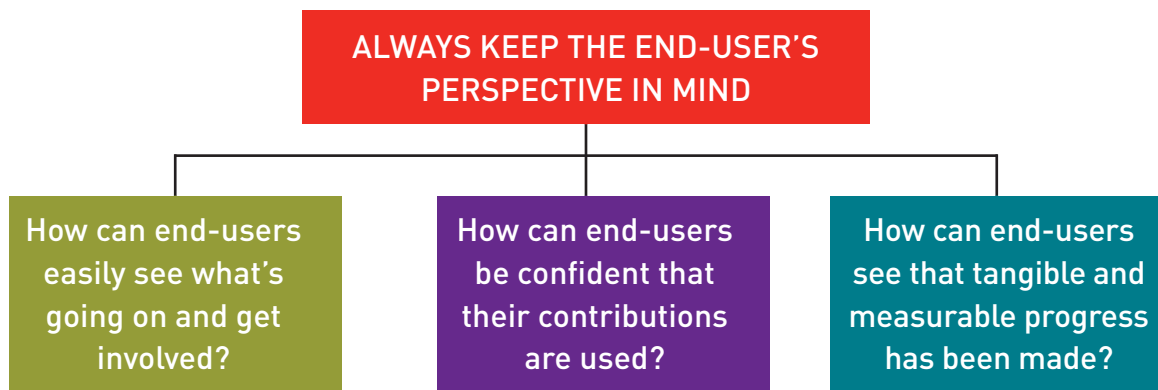 ALWAYS KEEP THE END-USER’S
PERSPECTIVE IN MIND
How can end-users
easily see what’s
going on and get
involved?
How can end-users
be confident that
their contributions
are used?
How can end-users
see that tangible and
measurable progress
has been made?